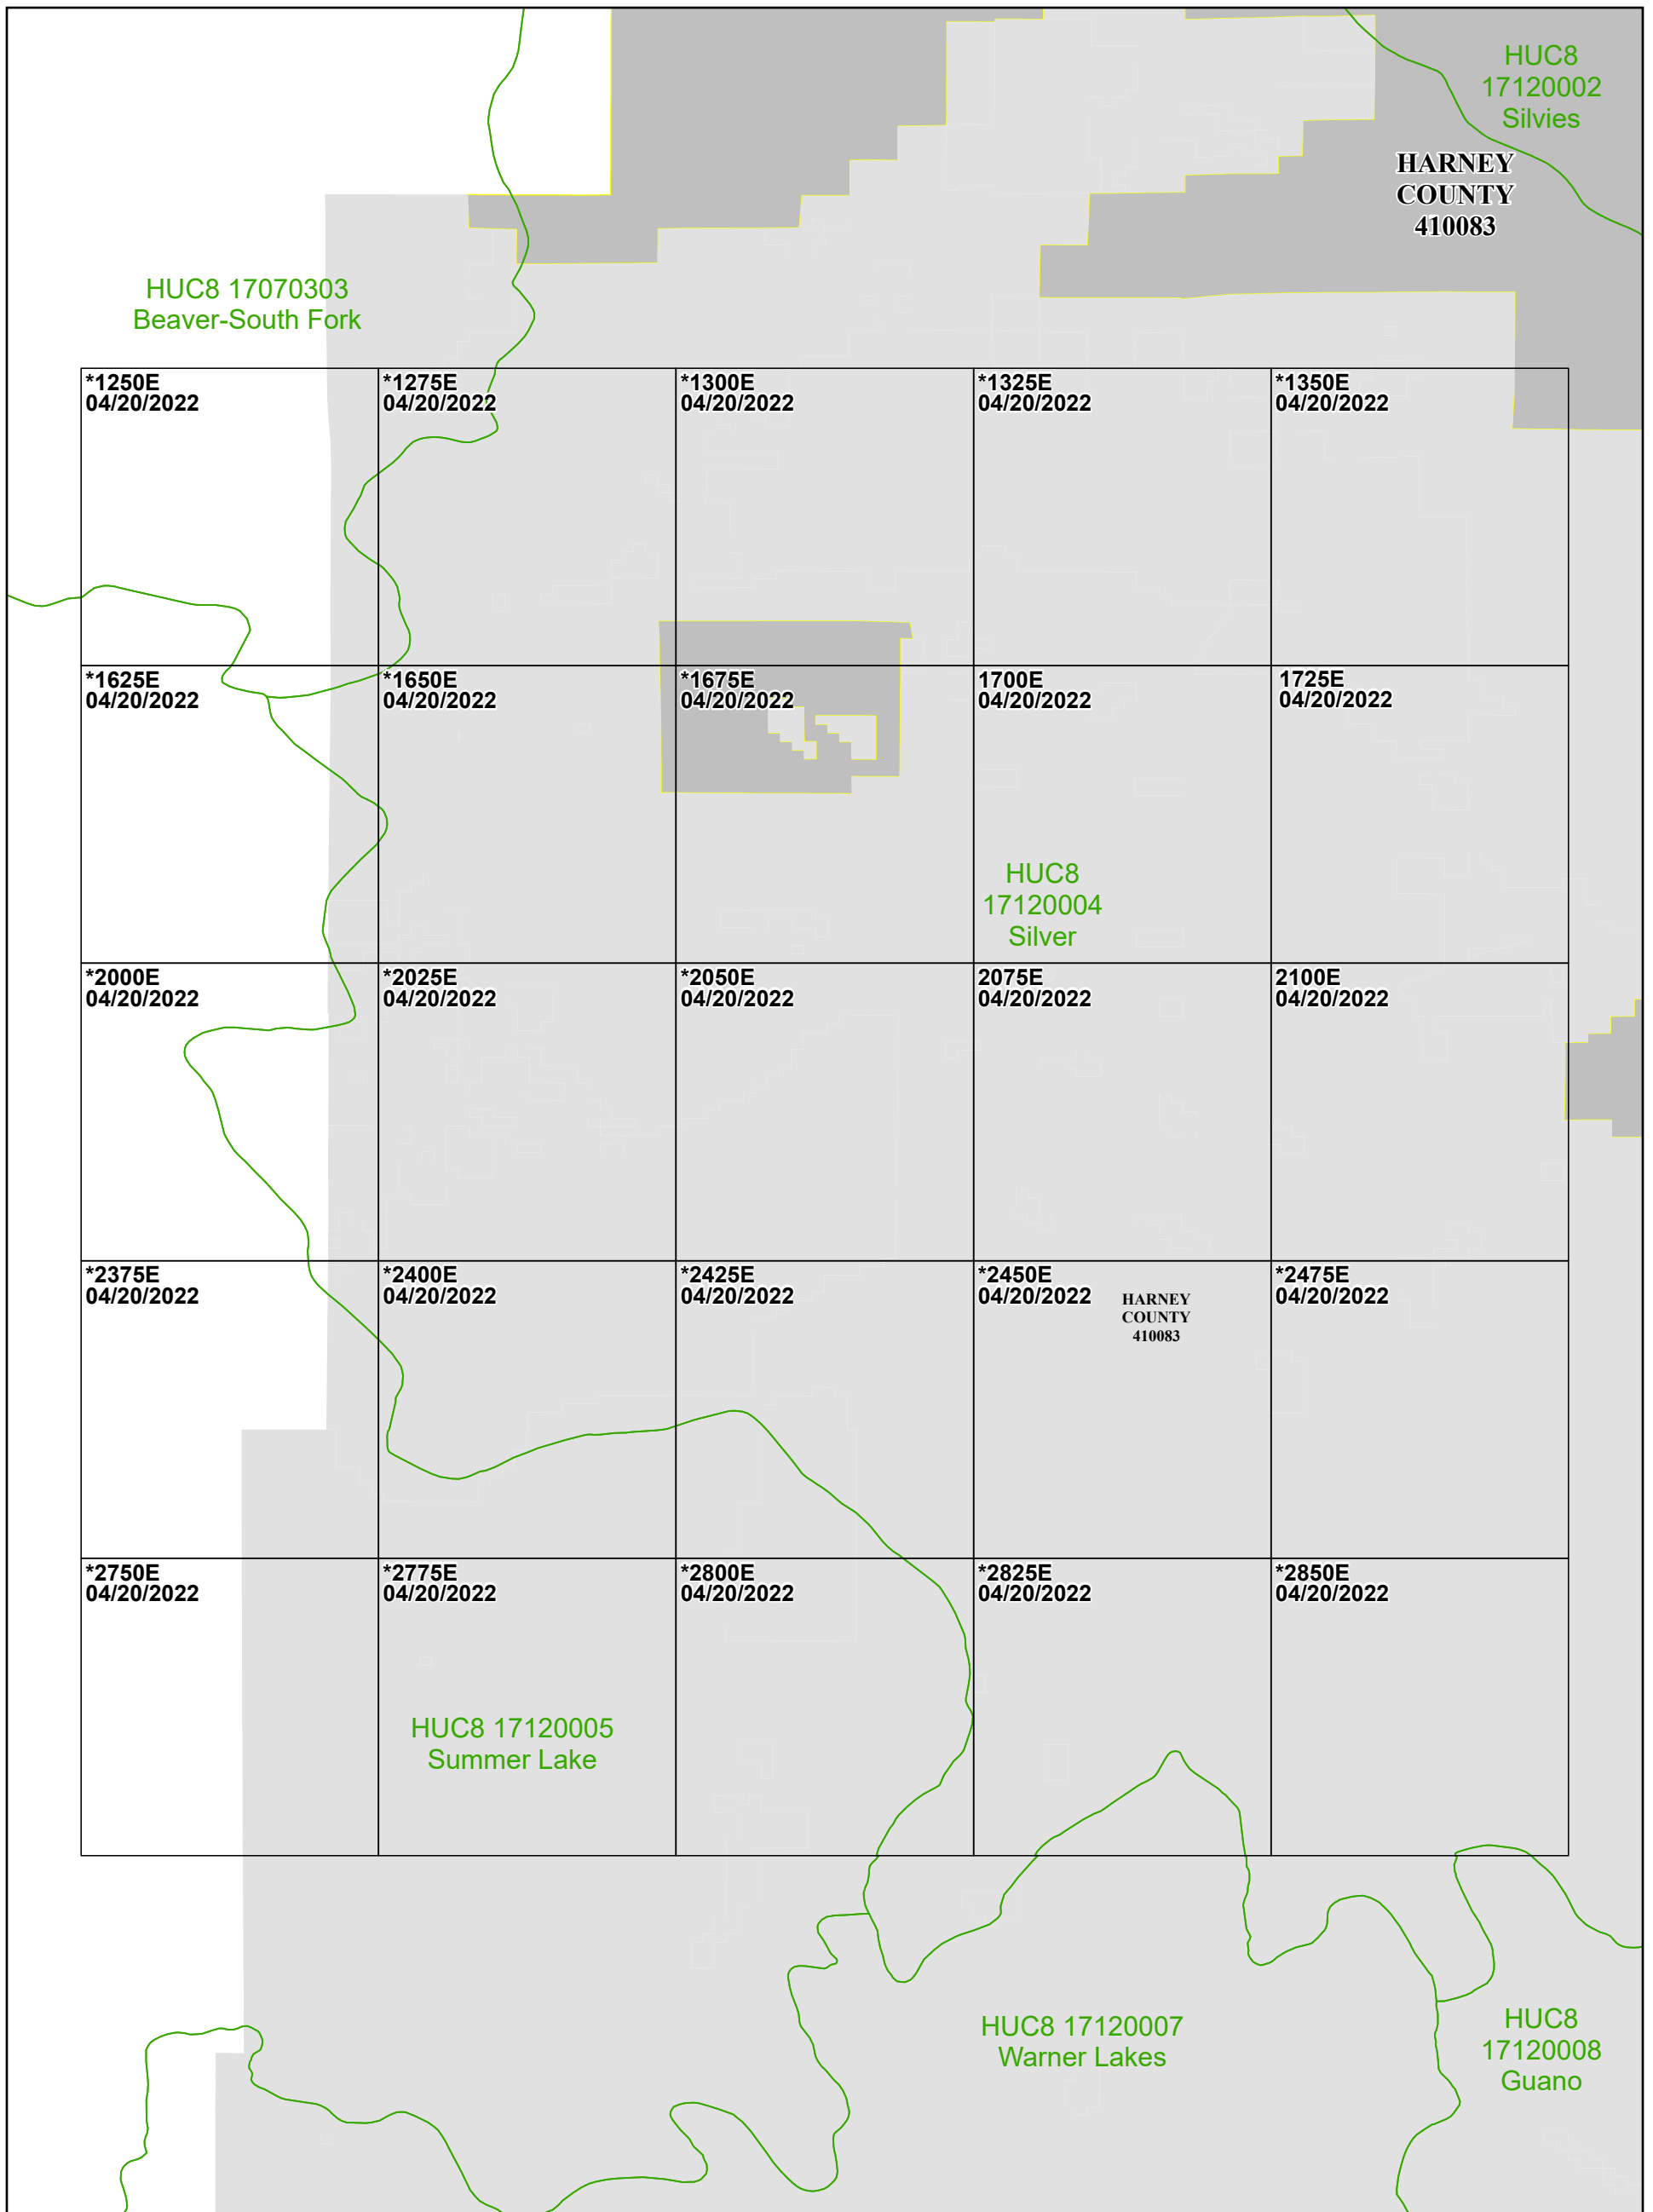 HUC8
17120002
Silvies
HARNEY
COUNTY
410083
HUC8 17070303
Beaver-South Fork
*1250E
04/20/2022
*1275E
04/20/2022
*1300E
04/20/2022
*1325E
04/20/2022
*1350E
04/20/2022
*1625E
04/20/2022
*1650E
04/20/2022
*1675E
04/20/2022
1700E
04/20/2022
1725E
04/20/2022
HUC8
17120004
Silver
*2000E
04/20/2022
*2025E
04/20/2022
*2050E
04/20/2022
2075E
04/20/2022
2100E
04/20/2022
*2375E
04/20/2022
*2400E
04/20/2022
*2425E
04/20/2022
*2450E
04/20/2022
HARNEY
COUNTY
410083
*2475E
04/20/2022
*2750E
04/20/2022
*2775E
04/20/2022
*2800E
04/20/2022
*2825E
04/20/2022
*2850E
04/20/2022
HUC8 17120005
Summer Lake
HUC8 17120007
Warner Lakes
HUC8
17120008
Guano